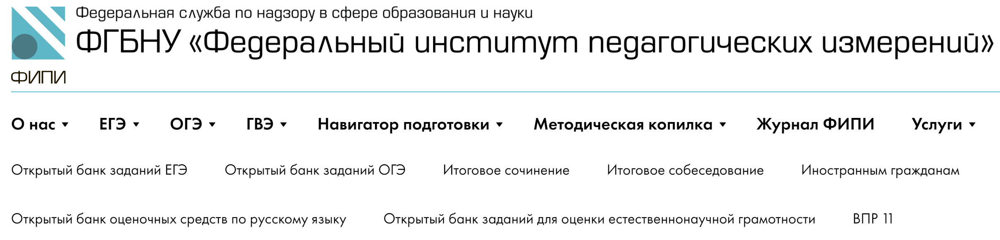 Федеральная служба по надзору в сфере образования и науки
ФГБНУ «Федеральный институт педагогических измерений»
ФИПИ
О нас ЕГЭ ОГЭ ГВЭ Навигатор подготовки Методическая копилка Журнал ФИПИ Услуги
Открытый банк заданий ЕГЭ Открытый банк заданий ОГЭ Итоговое сочинение Итоговое собеседование Иностранным гражданам
Открытый банк оценочных средств по русскому языку Открытый банк заданий для оценки естественнонаучной грамотности ВПР 11